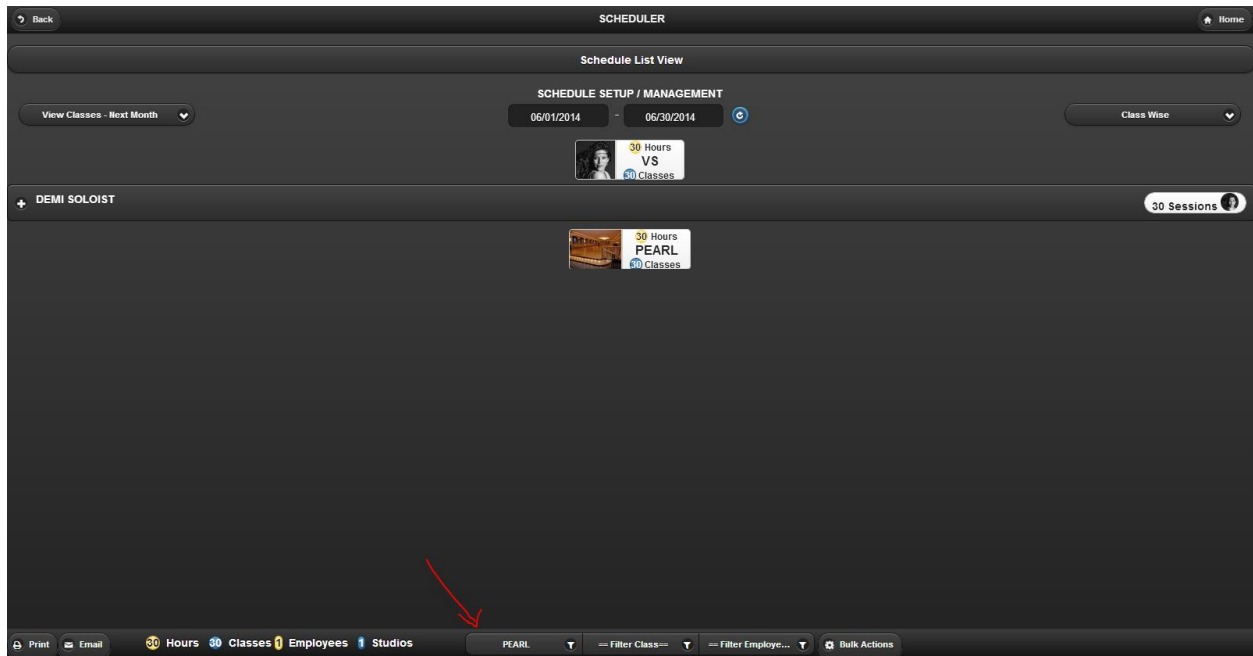 Back
SCHEDULER
Home
Schedule List View
SCHEDULE SETUP / MANAGEMENT
View Classes - Next Month
06/01/2014 - 06/30/2014
Class Wise
30 Hours
VS
30 Classes
DEMI SOLOIST
30 Sessions
30 Hours
PEARL
30 Classes
Print Email 30 Hours 30 Classes 1 Employees 1 Studios PEARL == Filter Class== == Filter Employe... Bulk Actions